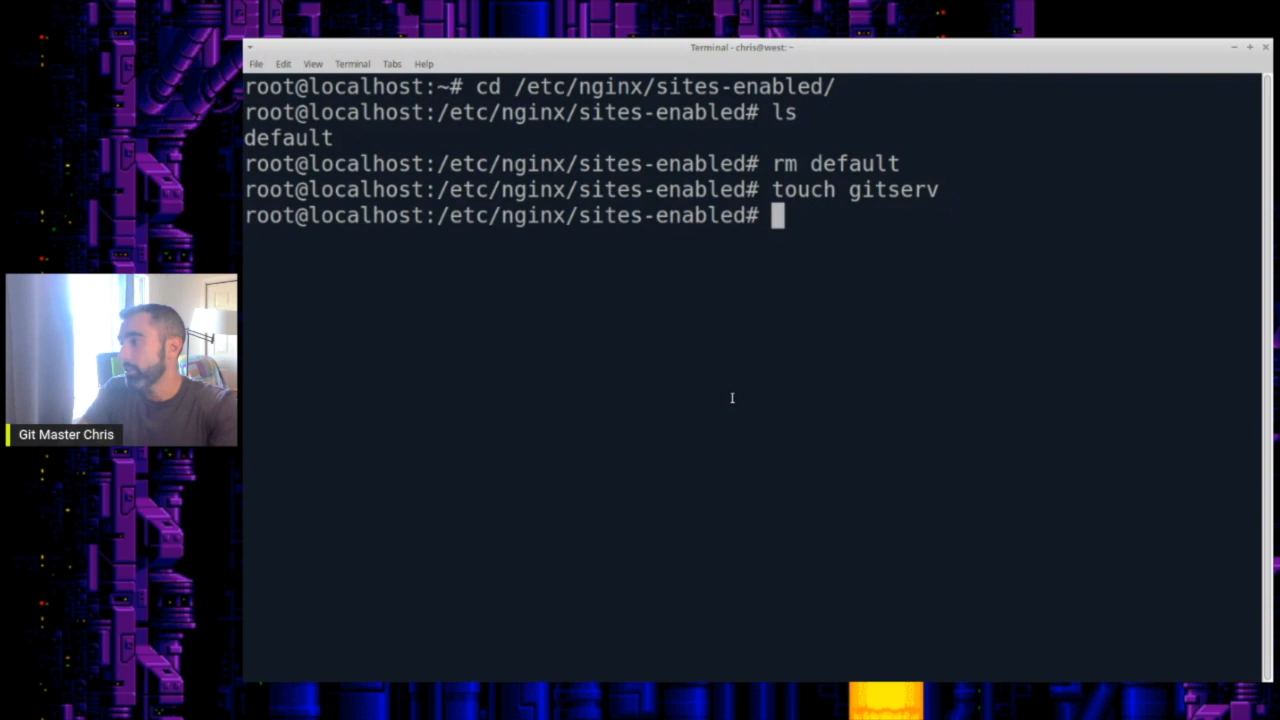 Terminal - chris@west: ~
File Edit View Terminal Tabs Help
root@localhost:~# cd /etc/nginx/sites-enabled/
root@localhost:/etc/nginx/sites-enabled# ls
default
root@localhost:/etc/nginx/sites-enabled# rm default
root@localhost:/etc/nginx/sites-enabled# touch gitserv
root@localhost:/etc/nginx/sites-enabled#
Git Master Chris